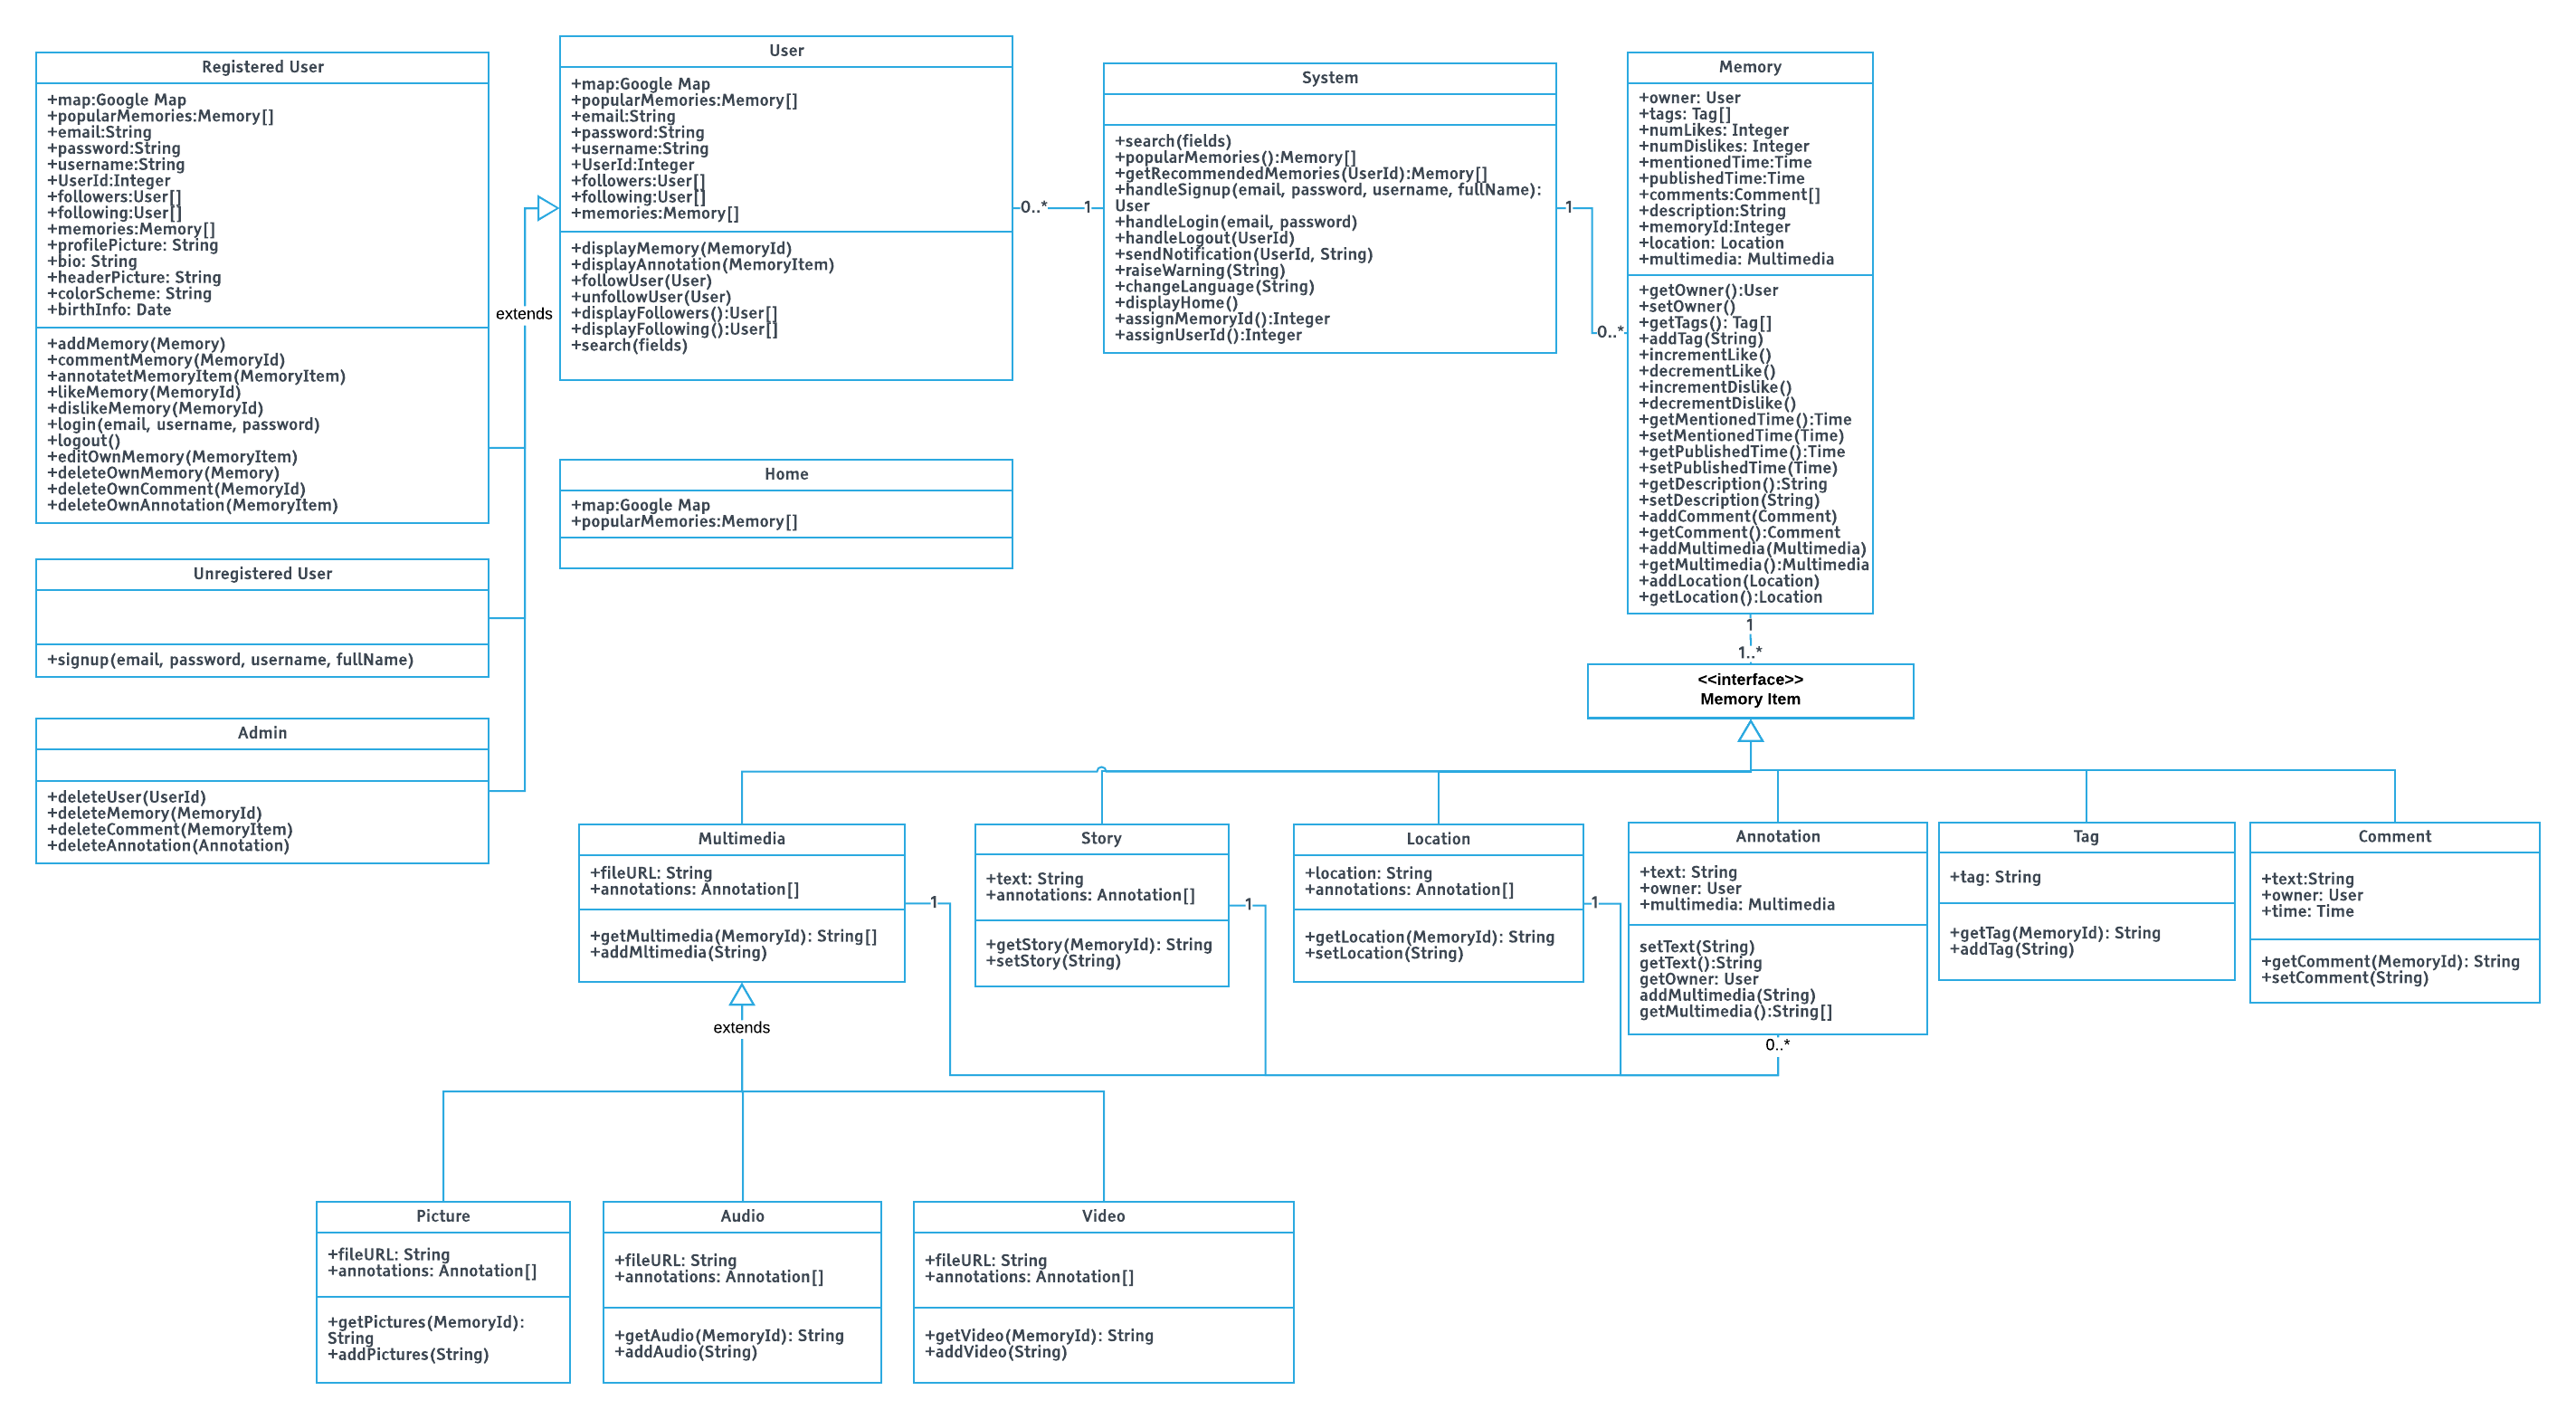 Registered User
+map:Google Map
+popularMemories:Memory[]
+email:String
+password:String
+username:String
+UserId:Integer
+followers:User[]
+following:User[]
+memories:Memory[]
+profilePicture: String
+bio: String
+headerPicture: String
+colorScheme: String
+birthInfo: Date
+addMemory(Memory)
+commentMemory(MemoryId)
+annotatetMemoryItem(MemoryItem)
+likeMemory(MemoryId)
+dislikeMemory(MemoryId)
+login(email, username, password)
+logout()
+editOwnMemory(MemoryItem)
+deleteOwnMemory(Memory)
+deleteOwnComment(MemoryId)
+deleteOwnAnnotation(MemoryItem)
Unregistered User
+signup(email, password, username, fullName)
Admin
+deleteUser(UserId)
+deleteMemory(MemoryId)
+deleteComment(MemoryItem)
+deleteAnnotation(Annotation)
extends
User
+map:Google Map
+popularMemories:Memory[]
+email:String
+password:String
+username:String
+UserId:Integer
+followers:User[]
+following:User[]
+memories:Memory[]
+displayMemory(MemoryId)
+displayAnnotation(MemoryItem)
+followUser(User)
+unfollowUser(User)
+displayFollowers():User[]
+displayFollowing():User[]
+search(fields)
Home
+map:Google Map
+popularMemories:Memory[]
0..*
1
System
+search(fields)
+popularMemories():Memory[]
+getRecommendedMemories(UserId):Memory[]
+handleSignup(email, password, username, fullName):
User
+handleLogin(email, password)
+handleLogout(UserId)
+sendNotification(UserId, String)
+raiseWarning(String)
+changeLanguage(String)
+displayHome()
+assignMemoryId():Integer
+assignUserId():Integer
1
0..*
Memory
+owner: User
+tags: Tag[]
+numLikes: Integer
+numDislikes: Integer
+mentionedTime:Time
+publishedTime:Time
+comments:Comment[]
+description:String
+memoryId:Integer
+location: Location
+multimedia: Multimedia
+getOwner():User
+setOwner()
+getTags(): Tag[]
+addTag(String)
+incrementLike()
+decrementLike()
+incrementDislike()
+decrementDislike()
+getMentionedTime():Time
+setMentionedTime(Time)
+getPublishedTime():Time
+setPublishedTime(Time)
+getDescription():String
+setDescription(String)
+addComment(Comment)
+getComment():Comment
+addMultimedia(Multimedia)
+getMultimedia():Multimedia
+addLocation(Location)
+getLocation():Location
1
1..*
<<interface>>
Memory Item
Multimedia
+fileURL: String
+annotations: Annotation[]
+getMultimedia(MemoryId): String[]
+addMltimedia(String)
1
Story
+text: String
+annotations: Annotation[]
+getStory(MemoryId): String
+setStory(String)
1
Location
+location: String
+annotations: Annotation[]
+getLocation(MemoryId): String
+setLocation(String)
1
Annotation
+text: String
+owner: User
+multimedia: Multimedia
setText(String)
getText():String
getOwner: User
addMultimedia(String)
getMultimedia():String[]
0..*
Tag
+tag: String
+getTag(MemoryId): String
+addTag(String)
Comment
+text:String
+owner: User
+time: Time
+getComment(MemoryId): String
+setComment(String)
extends
Picture
+fileURL: String
+annotations: Annotation[]
+getPictures(MemoryId):
String
+addPictures(String)
Audio
+fileURL: String
+annotations: Annotation[]
+getAudio(MemoryId): String
+addAudio(String)
Video
+fileURL: String
+annotations: Annotation[]
+getVideo(MemoryId): String
+addVideo(String)